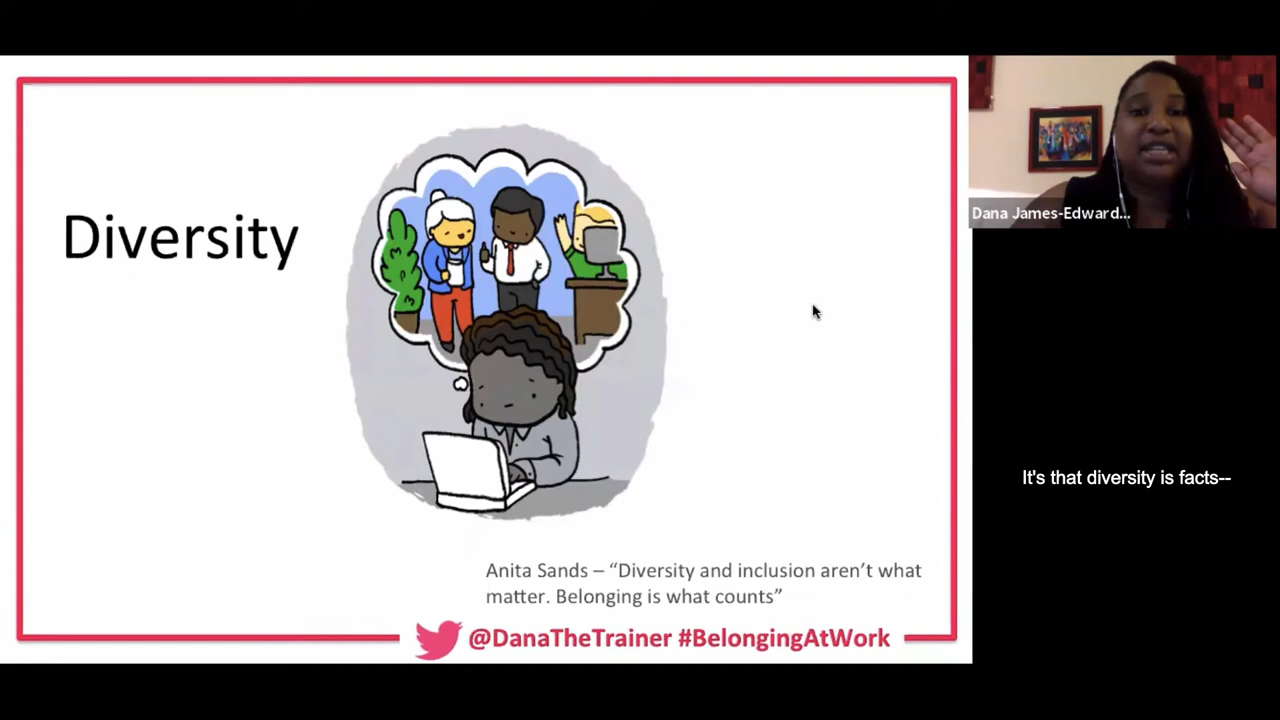 Diversity
Anita Sands – “Diversity and inclusion aren’t what
matter. Belonging is what counts”
@DanaTheTrainer #BelongingAtWork
Dana James-Edward...
It's that diversity is facts--